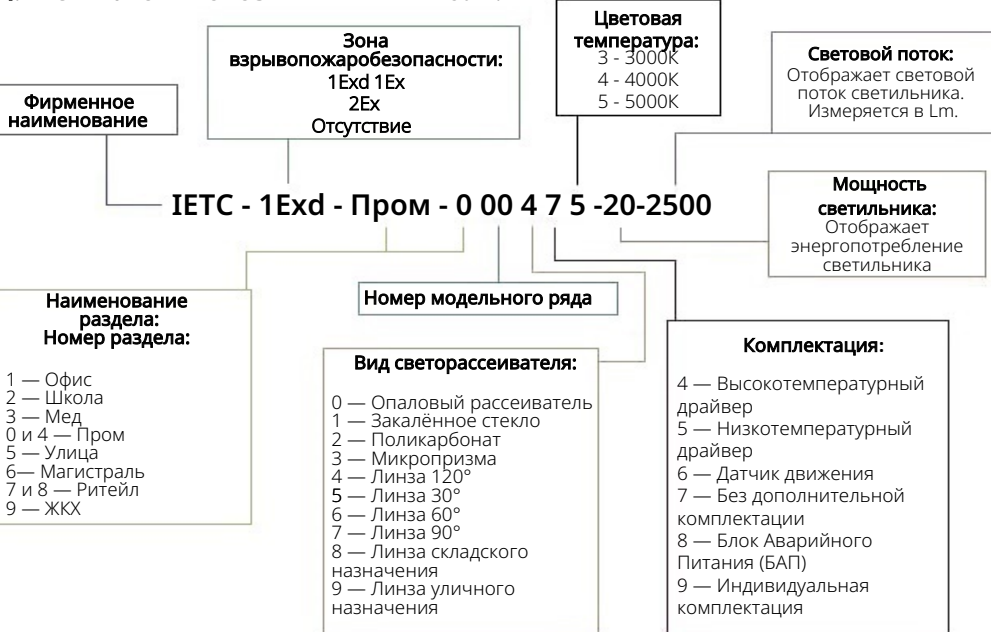 Цветовая
температура:
3 - 3000К
4 - 4000К
5 - 5000К
Зона
взрывопожаробезопасности:
1Exd 1Ex
2Ex
Отсутствие
Световой поток:
Отображает световой
поток светильника.
Измеряется в Lm.
Фирменное
наименование
IETC - 1Exd - Пром - 0 00 4 7 5 -20-2500
Мощность
светильника:
Отображает
энергопотребление
светильника
Номер модельного ряда
Наименование
раздела:
Номер раздела:
1 — Офис
2 — Школа
3 — Мед
0 и 4 — Пром
5 — Улица
6— Магистраль
7 и 8 — Ритейл
9 — ЖКХ
Вид светорассеивателя:
0 — Опаловый рассеиватель
1 — Закалённое стекло
2 — Поликарбонат
3 — Микропризма
4 — Линза 120°
5 — Линза 30°
6 — Линза 60°
7 — Линза 90°
8 — Линза складского
назначения
9 — Линза уличного
назначения
Комплектация:
4 — Высокотемпературный
драйвер
5 — Низкотемпературный
драйвер
6 — Датчик движения
7 — Без дополнительной
комплектации
8 — Блок Аварийного
Питания (БАП)
9 — Индивидуальная
комплектация